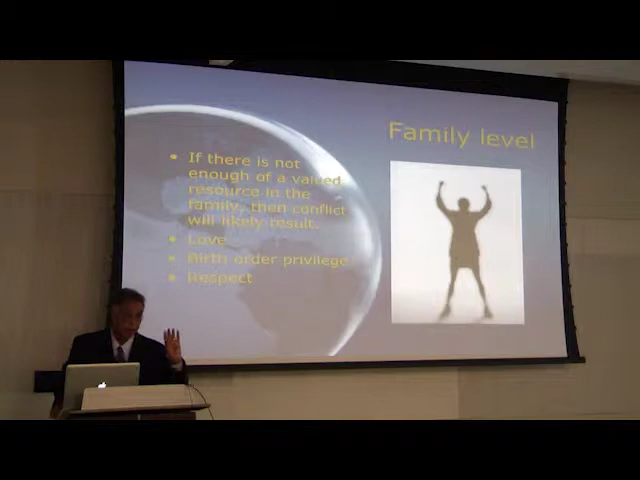 Family level
• If there is not
enough of a valued
resource in the
family, then conflict
will likely result.
• Love
• Birth order privilege
• Respect